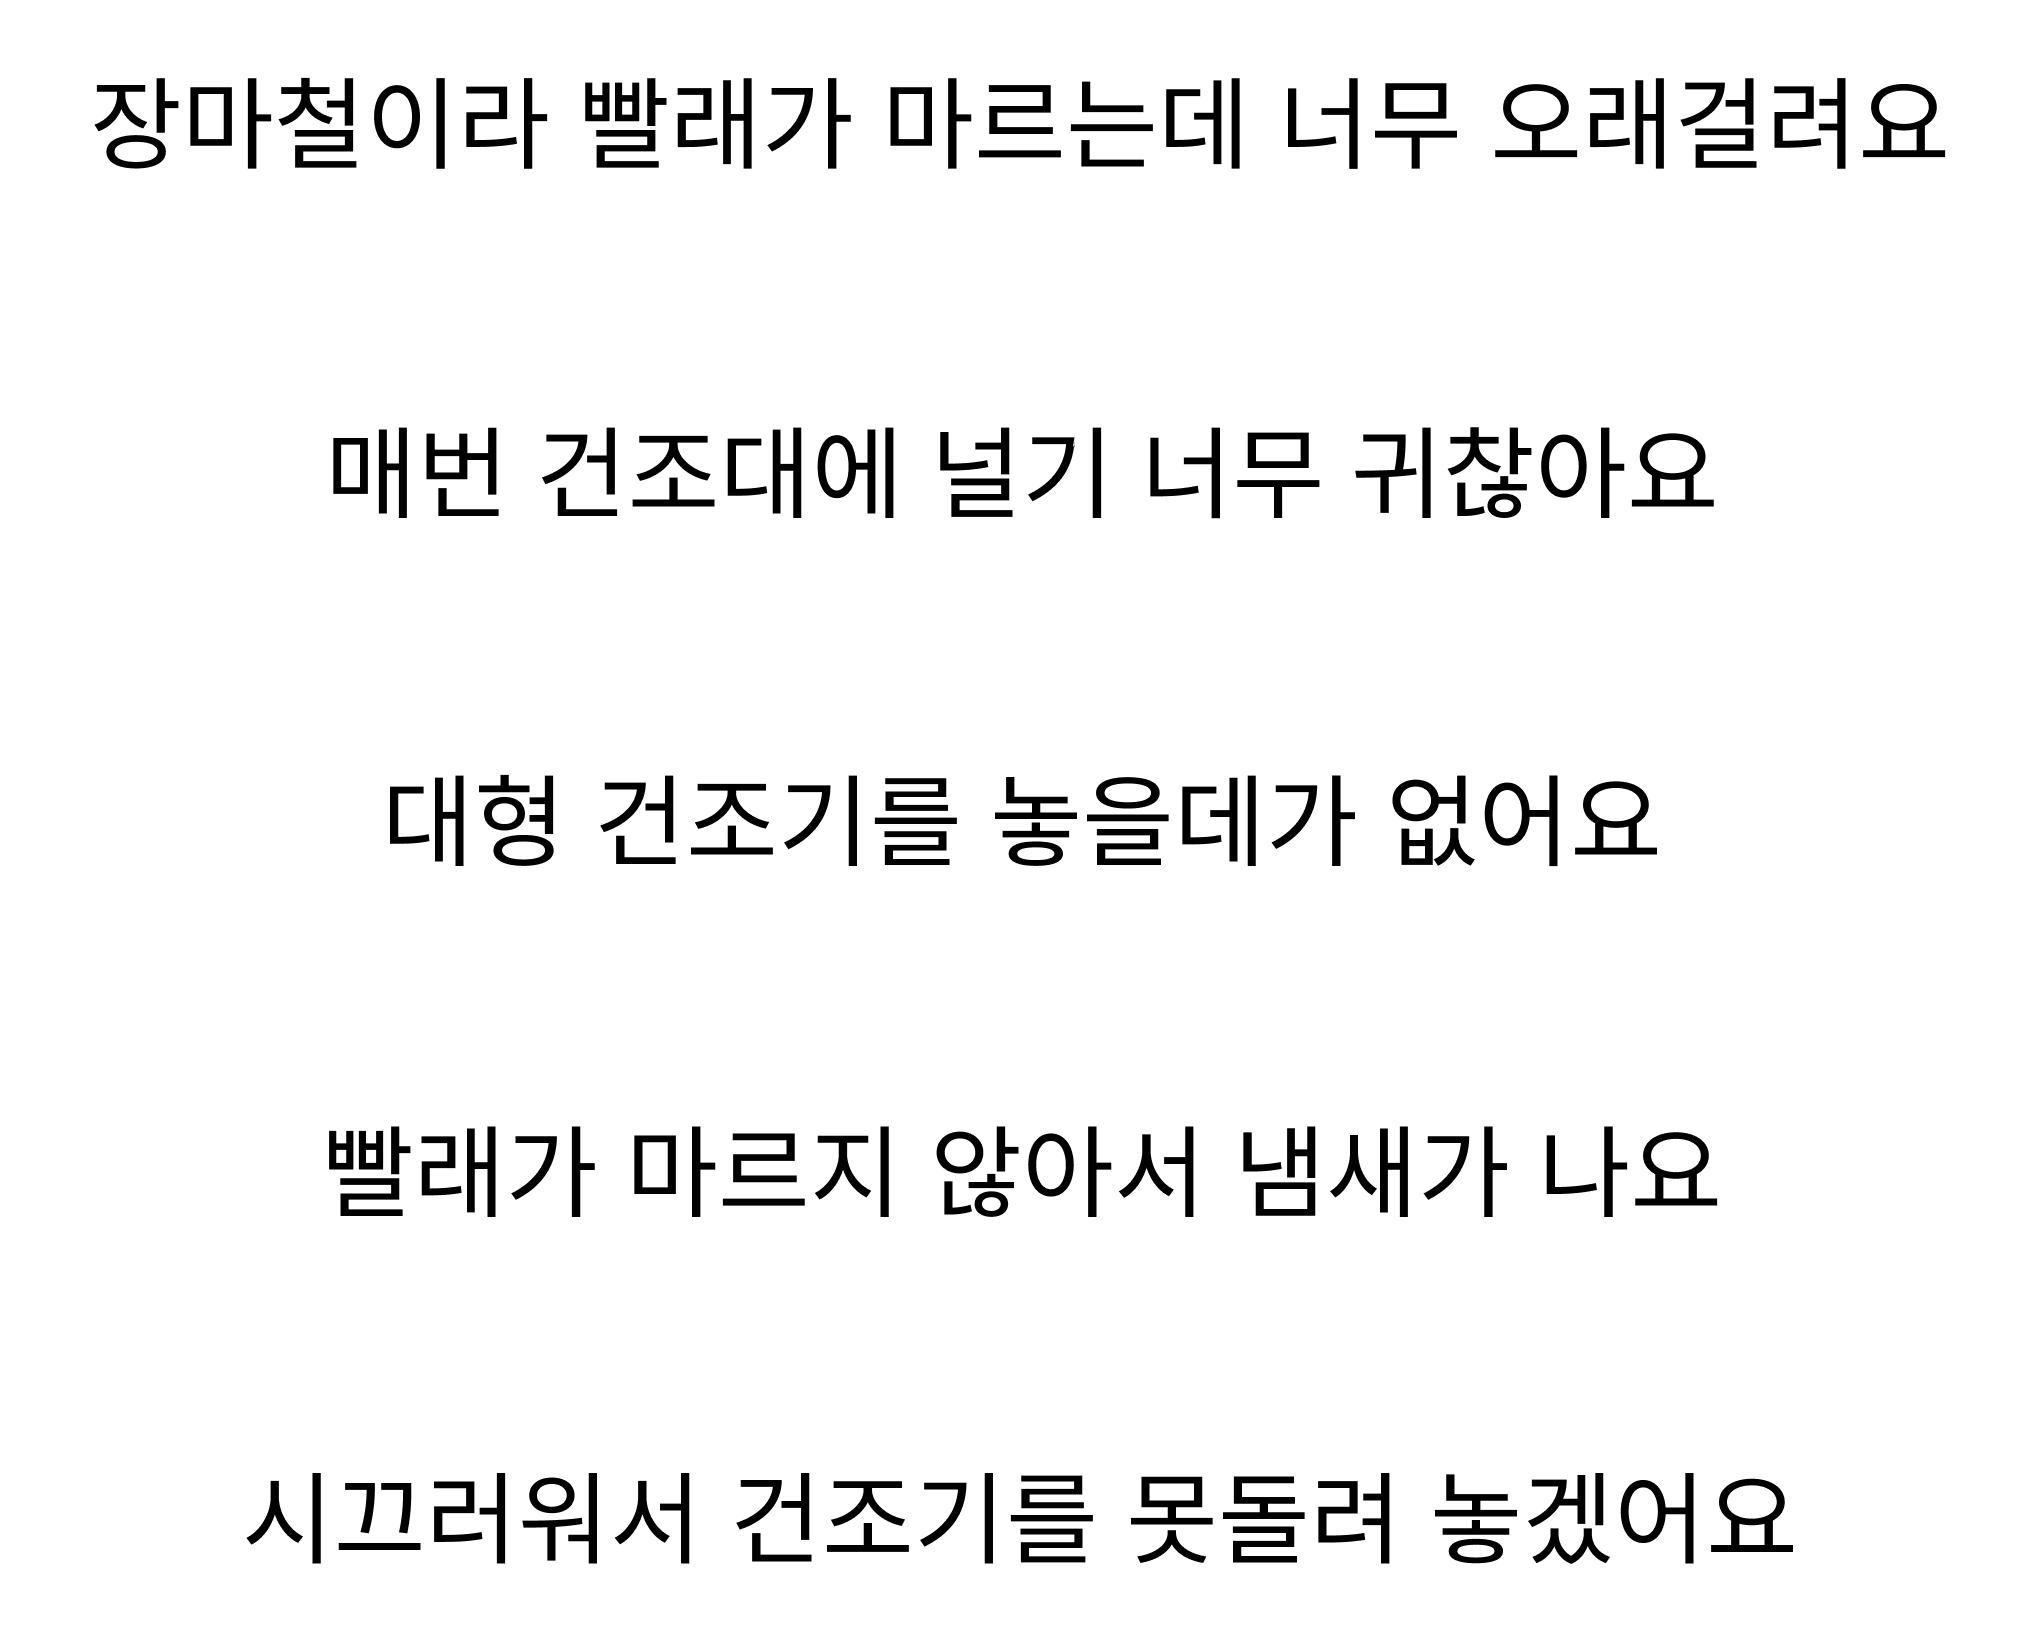 장마철이라 빨래가 마르는데 너무 오래걸려요
매번 건조대에 널기 너무 귀찮아요
대형 건조기를 놓을데가 없어요
빨래가 마르지 않아서 냄새가 나요
시끄러워서 건조기를 못돌려 놓겠어요